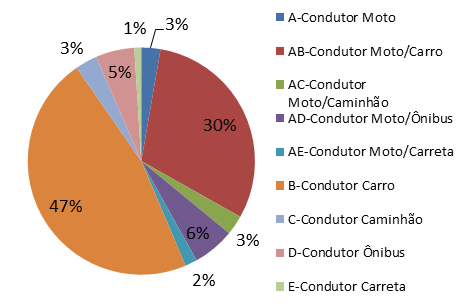 1%
3%
3%
5%
30%
47%
6%
3%
2%
A-Condutor Moto
AB-Condutor Moto/Carro
AC-Condutor
Moto/Caminhão
AD-Condutor Moto/Ônibus
AE-Condutor Moto/Carreta
B-Condutor Carro
C-Condutor Caminhão
D-Condutor Ônibus
E-Condutor Carreta